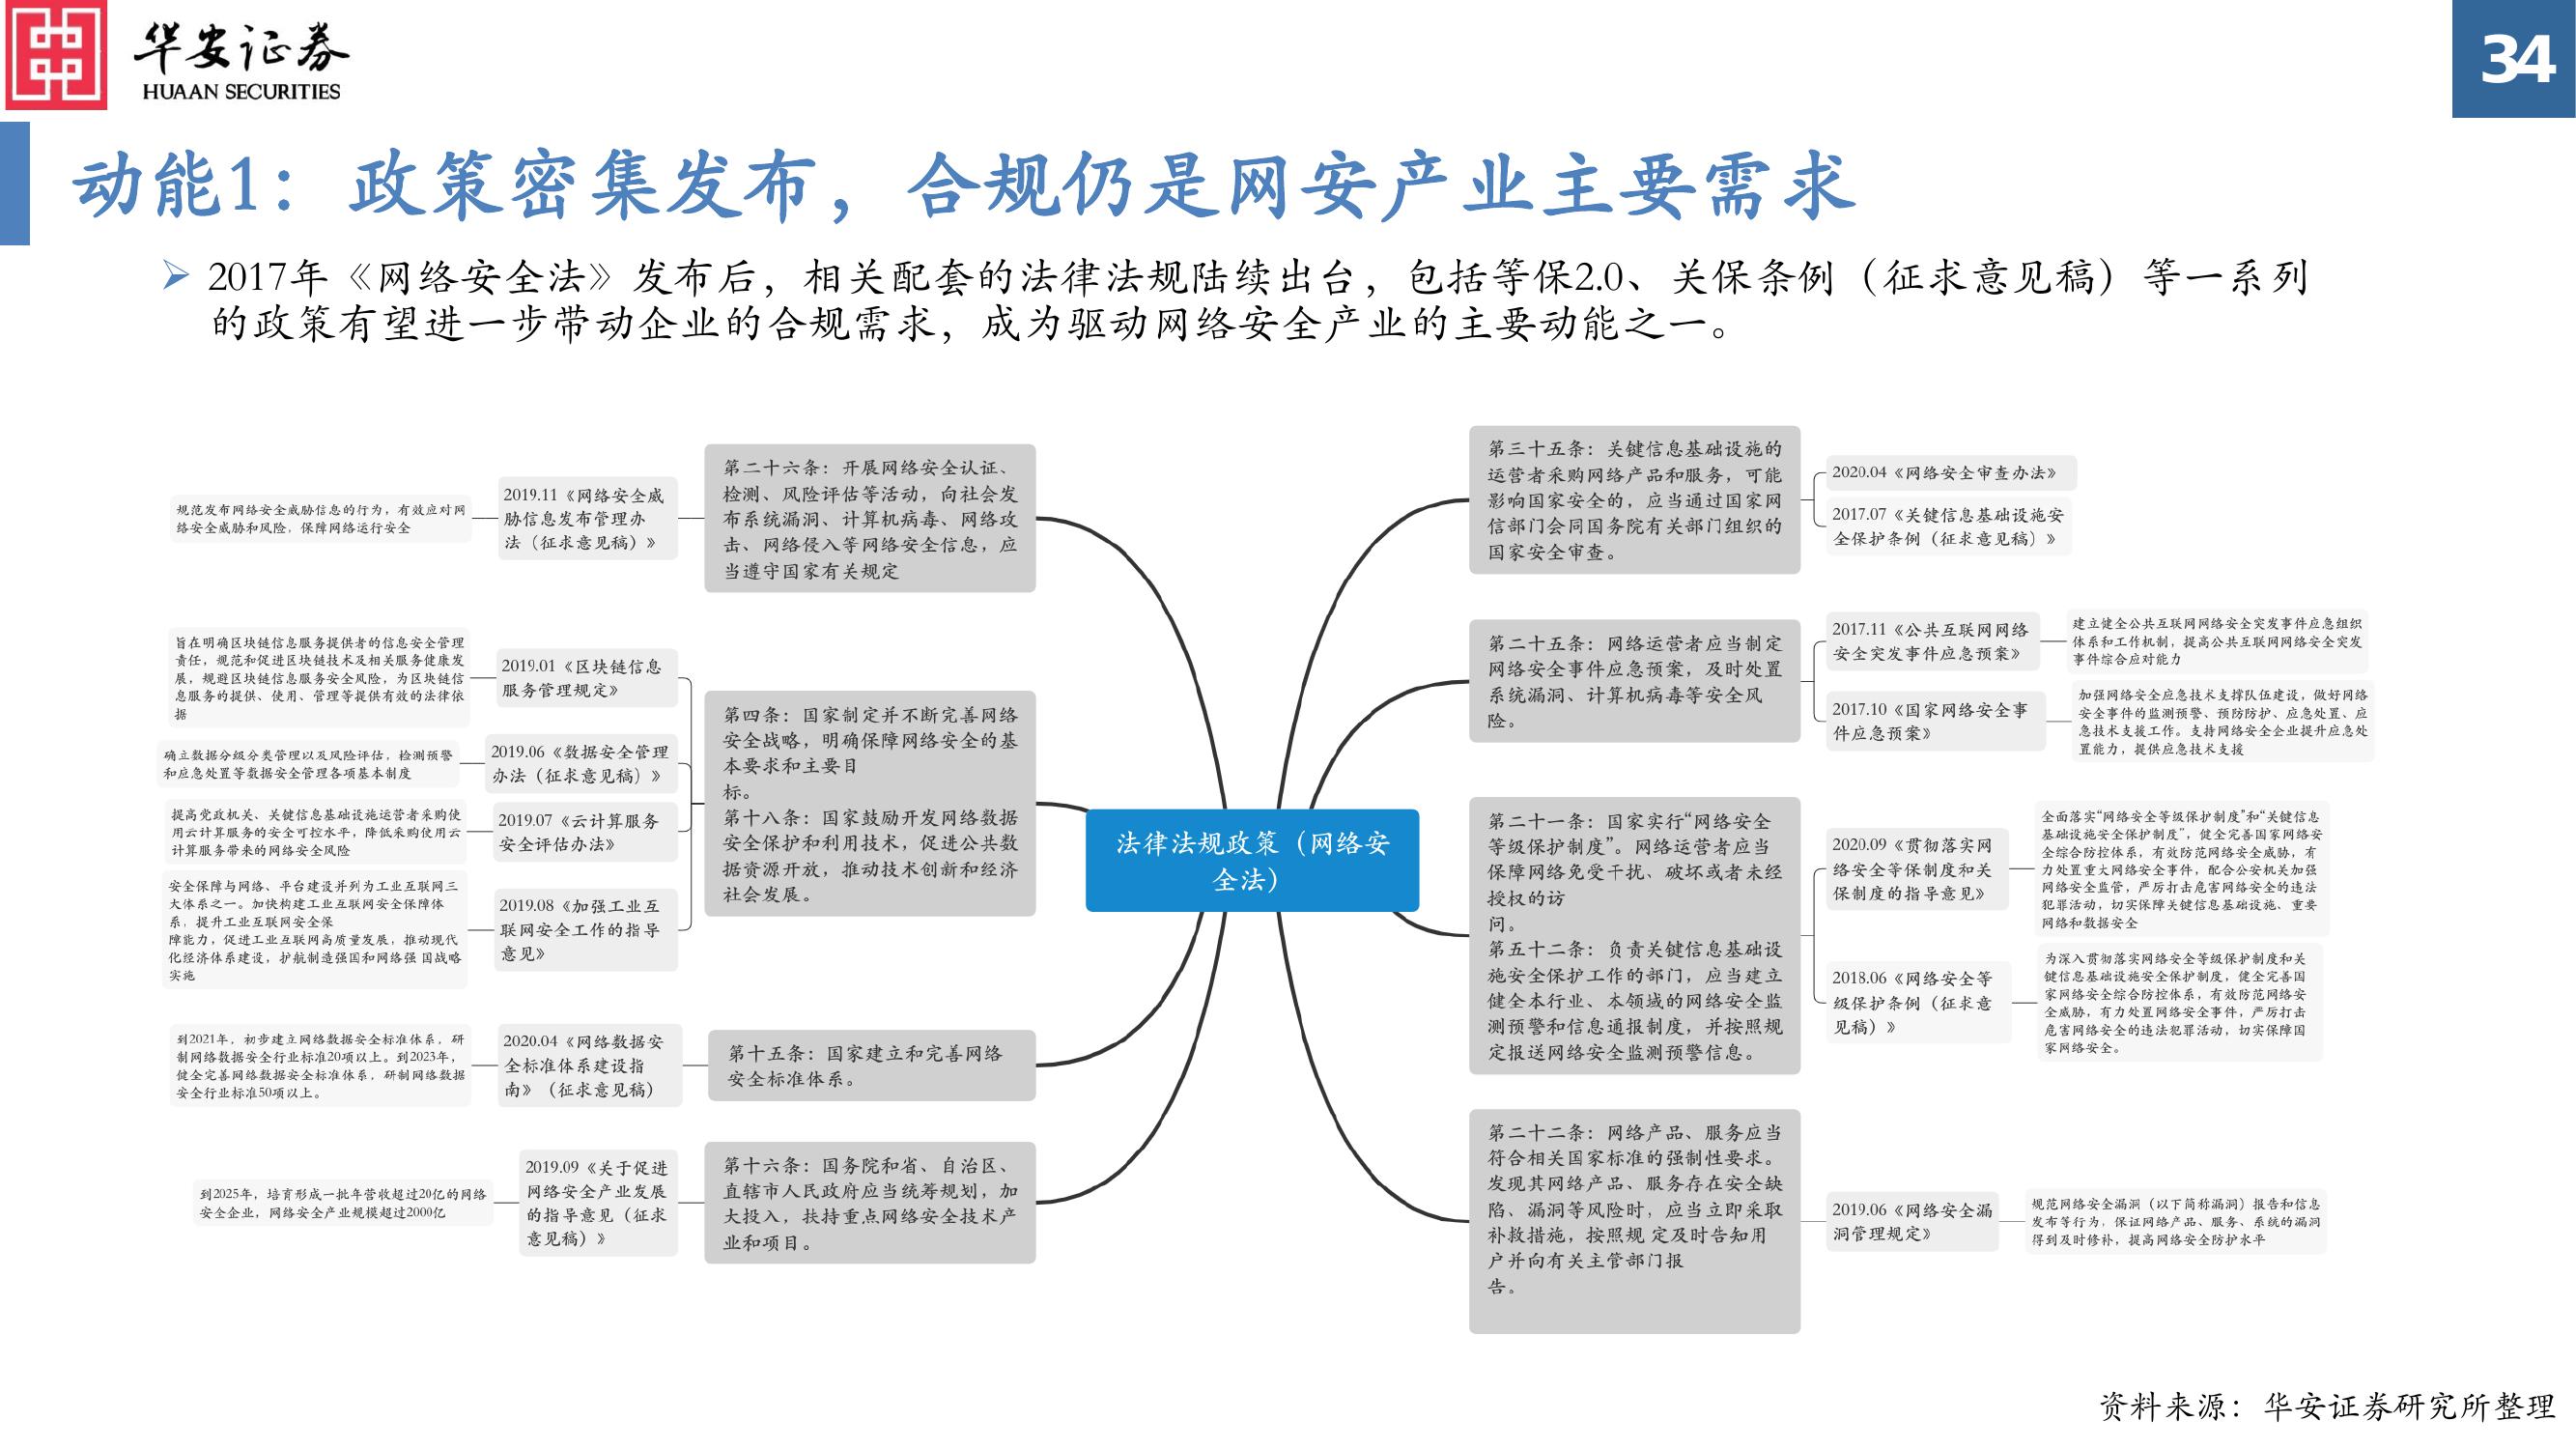 华安证券
HUAAN SECURITIES
34
动能1：政策密集发布，合规仍是网安产业主要需求
2017年《网络安全法》发布后，相关配套的法律法规陆续出台，包括等保2.0、关保条例（征求意见稿）等一系列
的政策有望进一步带动企业的合规需求，成为驱动网络安全产业的主要动能之一。
规范发布网络安全威胁信息的行为，有效应对网
络安全威胁和风险，保障网络运行安全
2019.11《网络安全威
胁信息发布管理办
法（征求意见稿）》
第二十六条：开展网络安全认证、
检测、风险评估等活动，向社会发
布系统漏洞、计算机病毒、网络攻
击、网络侵入等网络安全信息，应
当遵守国家有关规定
旨在明确区块链信息服务提供者的信息安全管理
责任，规范和促进区块链技术及相关服务健康发
展，规避区块链信息服务安全风险，为区块链信
息服务的提供、使用、管理等提供有效的法律依
据
2019.01《区块链信息
服务管理规定》
确立数据分级分类管理以及风险评估，检测预警
和应急处置等数据安全管理各项基本制度
2019.06《数据安全管理
办法（征求意见稿）》
提高党政机关、关键信息基础设施运营者采购使
用云计算服务的安全可控水平，降低采购使用云
计算服务带来的网络安全风险
2019.07《云计算服务
安全评估办法》
安全保障与网络、平台建设并列为工业互联网三
大体系之一。加快构建工业互联网安全保障体
系，提升工业互联网安全保
障能力，促进工业互联网高质量发展，推动现代
化经济体系建设，护航制造强国和网络强 国战略
实施
2019.08《加强工业互
联网安全工作的指导
意见》
第四条：国家制定并不断完善网络
安全战略，明确保障网络安全的基
本要求和主要目
标。
第十八条：国家鼓励开发网络数据
安全保护和利用技术，促进公共数
据资源开放，推动技术创新和经济
社会发展。
到2021年，初步建立网络数据安全标准体系，研
制网络数据安全行业标准20项以上。到2023年，
健全完善网络数据安全标准体系，研制网络数据
安全行业标准50项以上。
2020.04《网络数据安
全标准体系建设指
南》（征求意见稿）
第十五条：国家建立和完善网络
安全标准体系。
到2025年，培育形成一批年营收超过20亿的网络
安全企业，网络安全产业规模超过2000亿
2019.09《关于促进
网络安全产业发展
的指导意见（征求
意见稿）》
第十六条：国务院和省、自治区、
直辖市人民政府应当统筹规划，加
大投入，扶持重点网络安全技术产
业和项目。
法律法规政策（网络安
全法）
第三十五条：关键信息基础设施的
运营者采购网络产品和服务，可能
影响国家安全的，应当通过国家网
信部门会同国务院有关部门组织的
国家安全审查。
2020.04《网络安全审查办法》
2017.07《关键信息基础设施安
全保护条例（征求意见稿）》
第二十五条：网络运营者应当制定
网络安全事件应急预案，及时处置
系统漏洞、计算机病毒等安全风
险。
2017.11《公共互联网网络
安全突发事件应急预案》
建立健全公共互联网网络安全突发事件应急组织
体系和工作机制，提高公共互联网网络安全突发
事件综合应对能力
2017.10《国家网络安全事
件应急预案》
加强网络安全应急技术支撑队伍建设，做好网络
安全事件的监测预警、预防防护、应急处置、应
急技术支援工作。支持网络安全企业提升应急处
置能力，提供应急技术支援
第二十一条：国家实行“网络安全
等级保护制度”。网络运营者应当
保障网络免受干扰、破坏或者未经
授权的访
问。
第五十二条：负责关键信息基础设
施安全保护工作的部门，应当建立
健全本行业、本领域的网络安全监
测预警和信息通报制度，并按照规
定报送网络安全监测预警信息。
2020.09《贯彻落实网
络安全等保制度和关
保制度的指导意见》
全面落实“网络安全等级保护制度”和“关键信息
基础设施安全保护制度”，健全完善国家网络安
全综合防控体系，有效防范网络安全威胁，有
力处置重大网络安全事件，配合公安机关加强
网络安全监管，严厉打击危害网络安全的违法
犯罪活动，切实保障关键信息基础设施、重要
网络和数据安全
2018.06《网络安全等
级保护条例（征求意
见稿）》
为深入贯彻落实网络安全等级保护制度和关
键信息基础设施安全保护制度，健全完善国
家网络安全综合防控体系，有效防范网络安
全威胁，有力处置网络安全事件，严厉打击
危害网络安全的违法犯罪活动，切实保障国
家网络安全。
第二十二条：网络产品、服务应当
符合相关国家标准的强制性要求。
发现其网络产品、服务存在安全缺
陷、漏洞等风险时，应当立即采取
补救措施，按照规 定及时告知用
户并向有关主管部门报
告。
2019.06《网络安全漏
洞管理规定》
规范网络安全漏洞（以下简称漏洞）报告和信息
发布等行为，保证网络产品、服务、系统的漏洞
得到及时修补，提高网络安全防护水平
资料来源：华安证券研究所整理